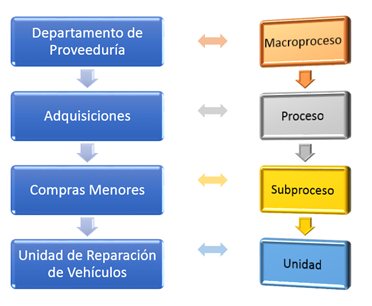 Departamento de
Proveeduría
Macroproceso
Adquisiciones
Proceso
Compras Menores
Subproceso
Unidad de Reparación
de Vehículos
Unidad